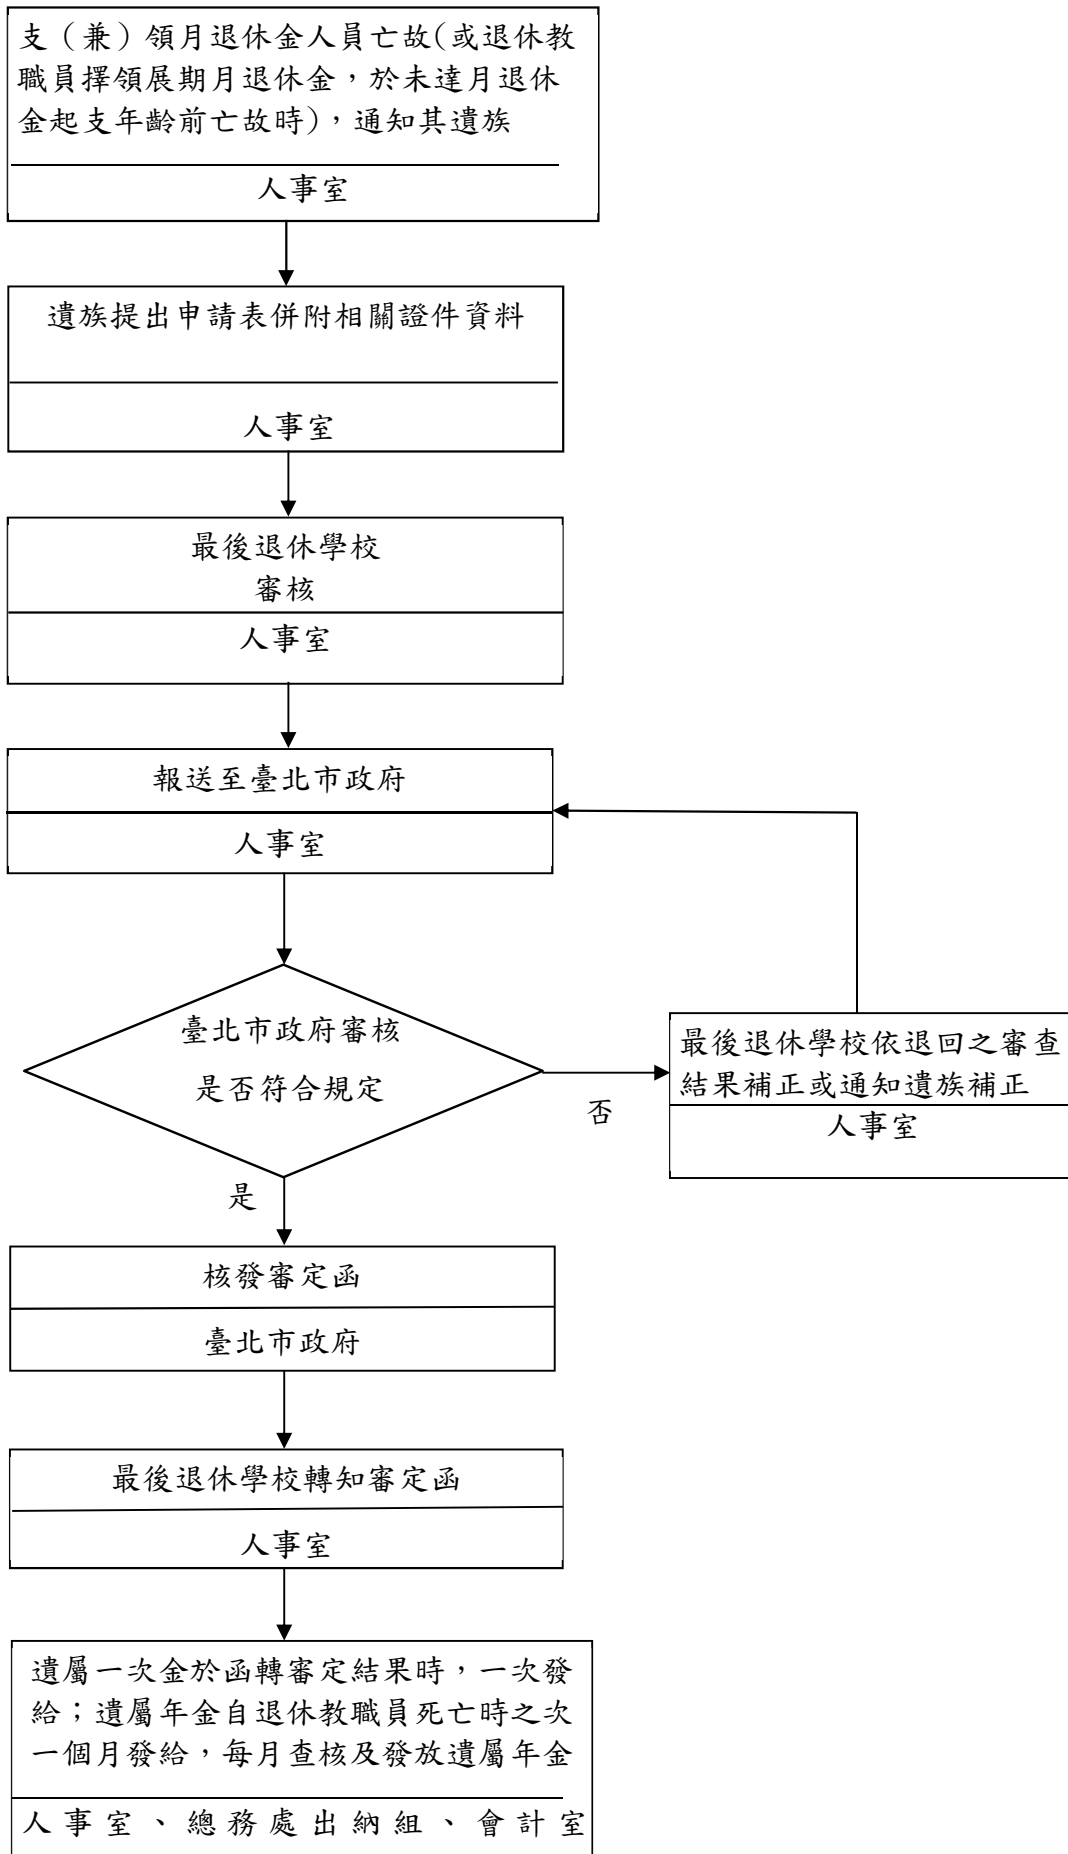 支（兼）領月退休金人員亡故(或退休教
職員擇領展期月退休金，於未達月退休
金起支年齡前亡故時)，通知其遺族
人事室
遺族提出申請表併附相關證件資料
人事室
最後退休學校
審核
人事室
報送至臺北市政府
人事室
臺北市政府審核
是否符合規定
否
最後退休學校依退回之審查
結果補正或通知遺族補正
人事室
是
核發審定函
臺北市政府
最後退休學校轉知審定函
人事室
遺屬一次金於函轉審定結果時，一次發
給；遺屬年金自退休教職員死亡時之次
一個月發給，每月查核及發放遺屬年金
人事室、總務處出納組、會計室